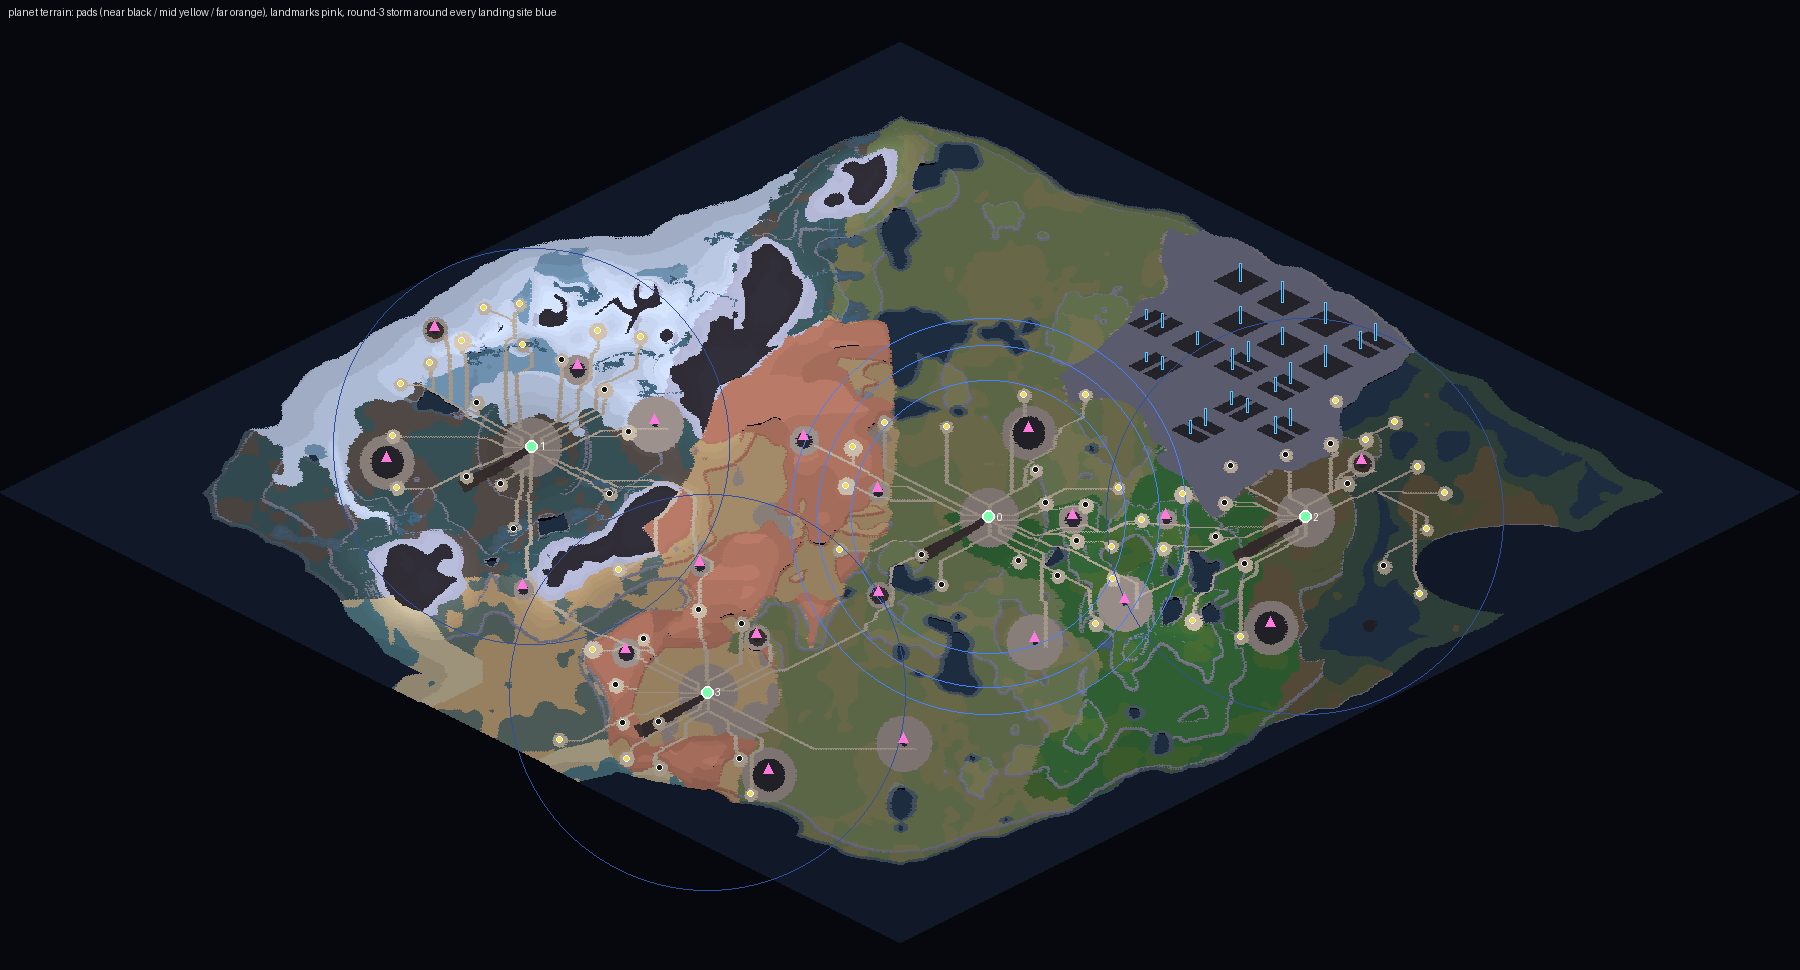 planet terrain: pads (near black / mid yellow / far orange), landmarks pink, round-3 storm around every landing site blue
1
0
2
3